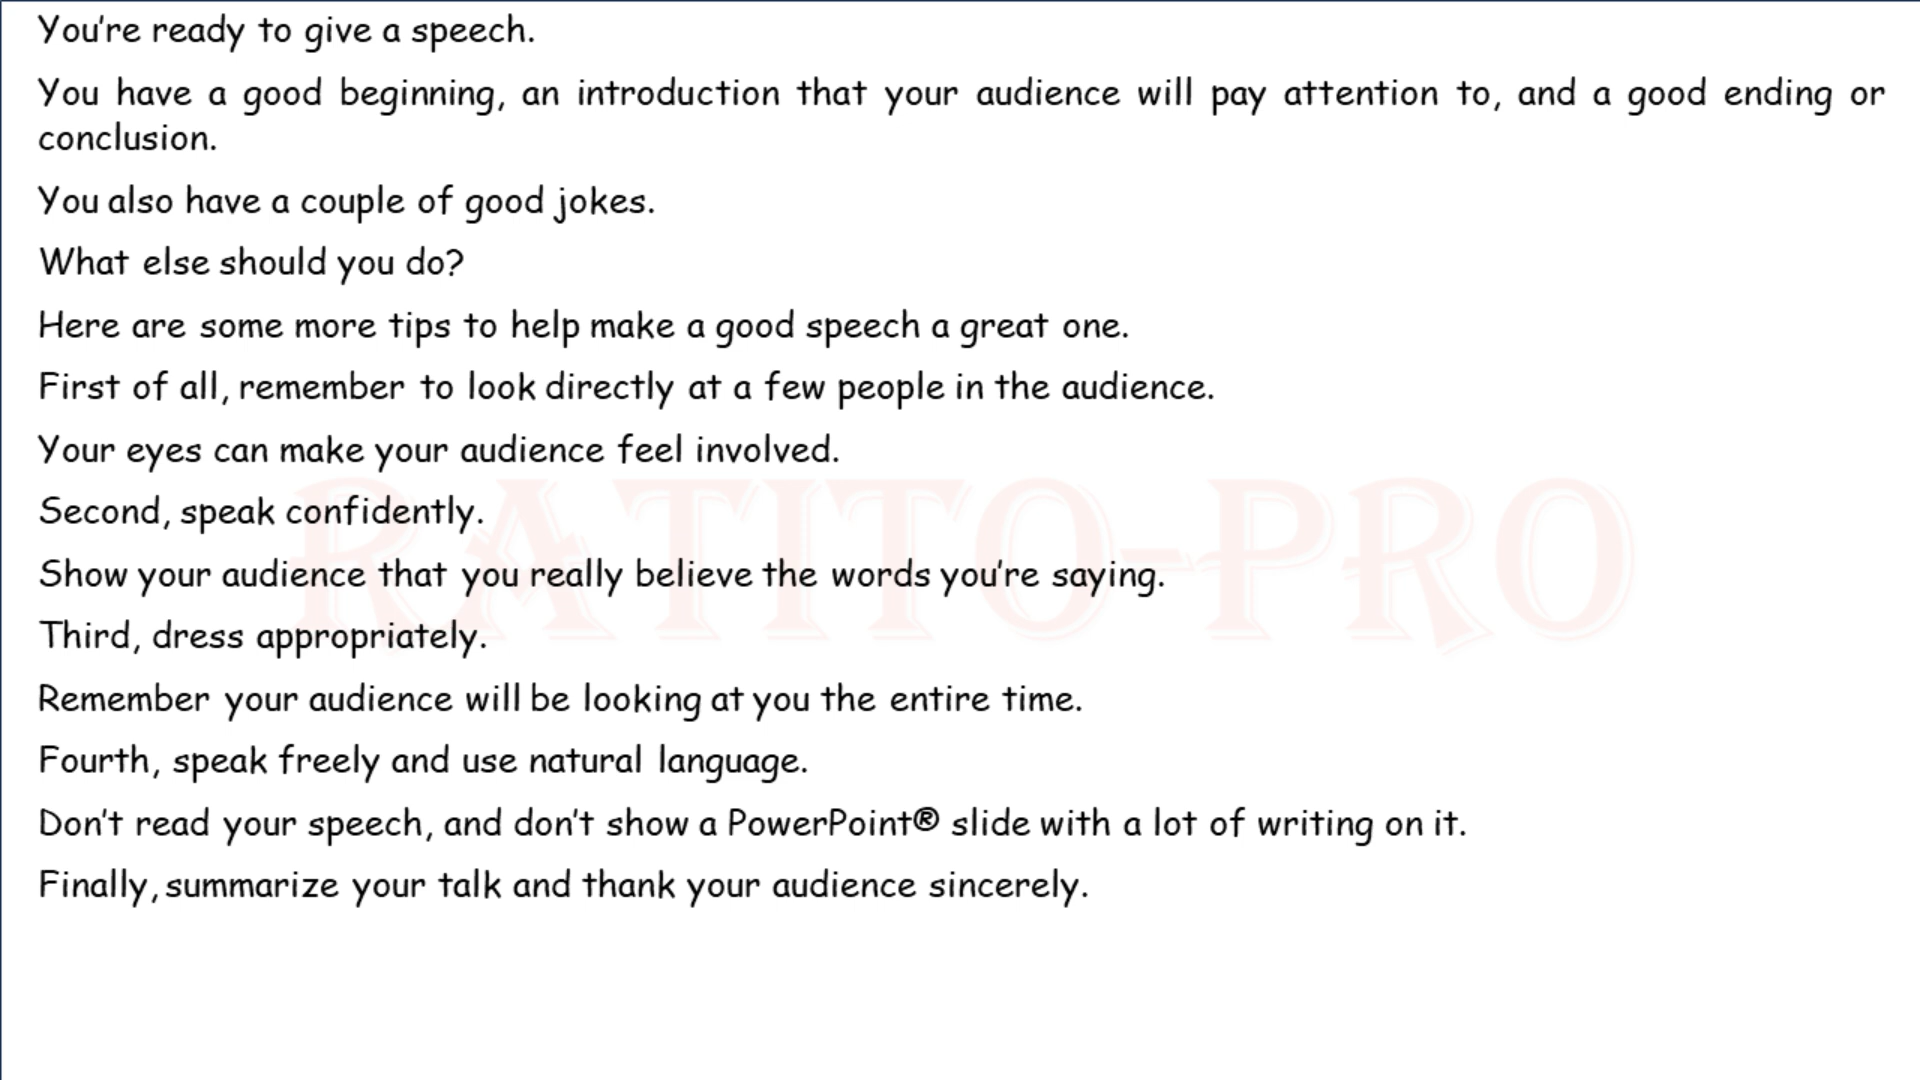 You're ready to give a speech.
You have a good beginning, an introduction that your audience will pay attention to, and a good ending or
conclusion.
You also have a couple of good jokes.
What else should you do?
Here are some more tips to help make a good speech a great one.
First of all, remember to look directly at a few people in the audience.
Your eyes can make your audience feel involved.
Second, speak confidently.
Show your audience that you really believe the words you're saying.
Third, dress appropriately.
Remember your audience will be looking at you the entire time.
Fourth, speak freely and use natural language.
Don't read your speech, and don't show a PowerPoint® slide with a lot of writing on it.
Finally, summarize your talk and thank your audience sincerely.
RATITO-PRO